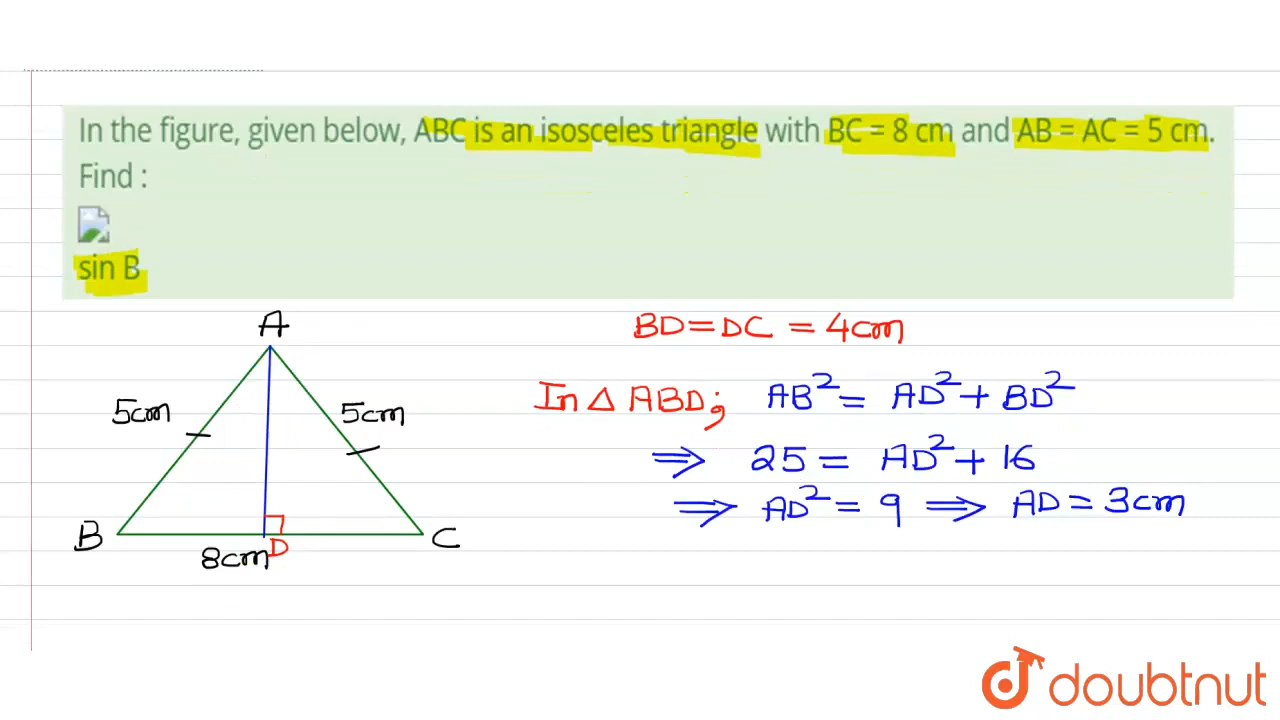 In the figure, given below, ABC is an isosceles triangle with BC = 8 cm and AB = AC = 5 cm.
Find :
sin B
A
BD = DC = 4cm
In △ ABD; AB² = AD² + BD²
5cm
5cm
⇒ 25 = AD² + 16
⇒ AD² = 9 ⇒ AD = 3cm
B
C
D
8cm
doubtnut